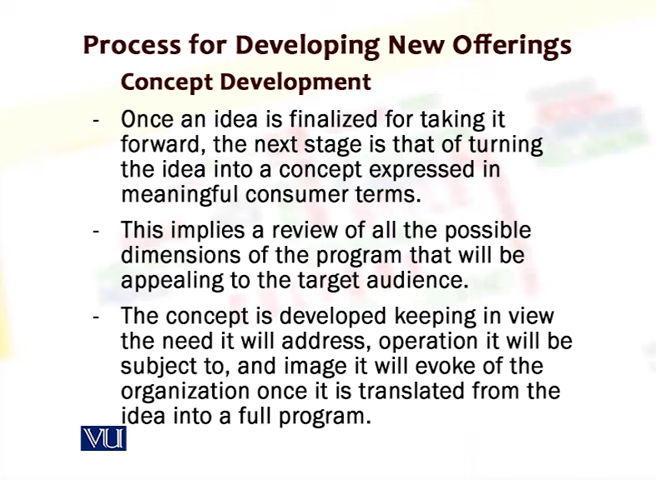 Process for Developing New Offerings
Concept Development
- Once an idea is finalized for taking it
forward, the next stage is that of turning
the idea into a concept expressed in
meaningful consumer terms.
- This implies a review of all the possible
dimensions of the program that will be
appealing to the target audience.
- The concept is developed keeping in view
the need it will address, operation it will be
subject to, and image it will evoke of the
organization once it is translated from the
idea into a full program.
VU